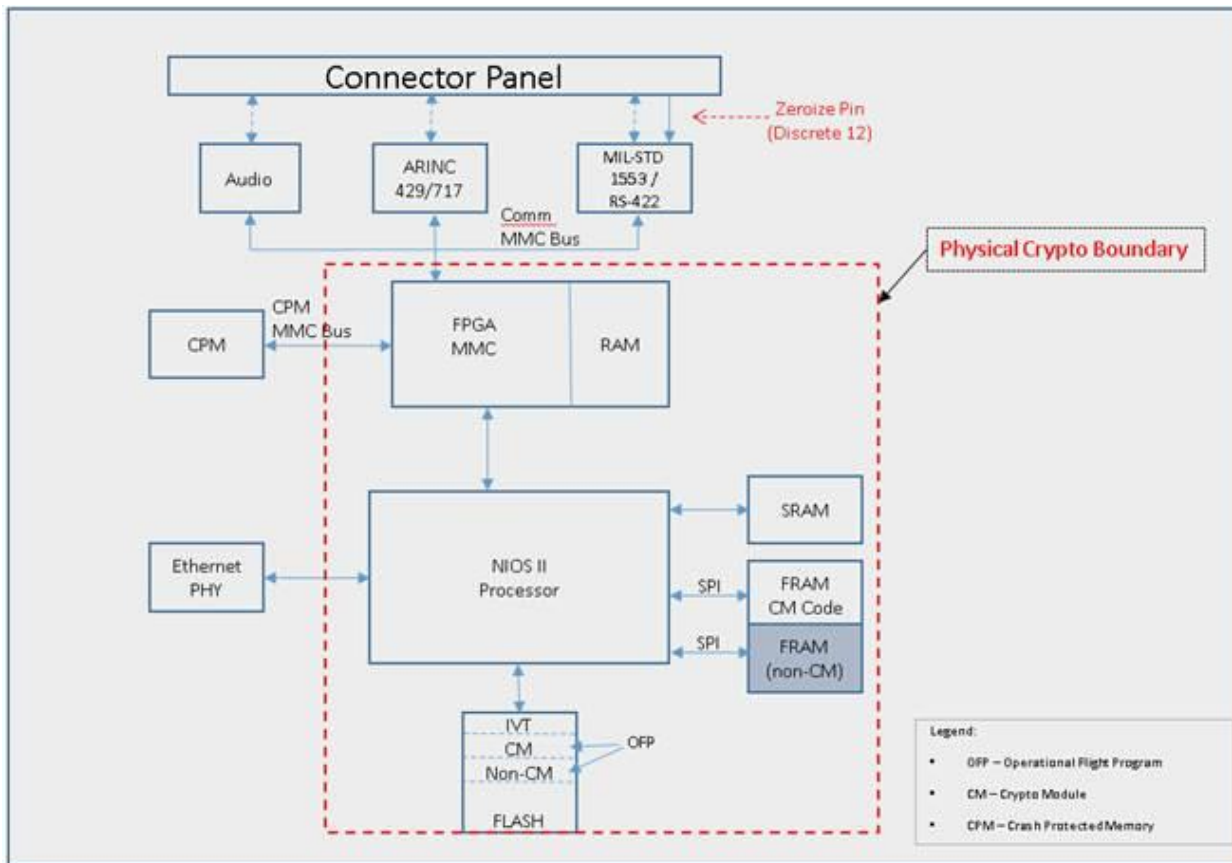 Connector Panel
Zeroize Pin
(Discrete 12)
Audio
ARINC
429/717
MIL-STD
1553 /
RS-422
Comm
MMC Bus
Physical Crypto Boundary
CPM
CPM
MMC Bus
FPGA
MMC
RAM
SRAM
Ethernet
PHY
NIOS II
Processor
SPI
FRAM
CM Code
SPI
FRAM
(non-CM)
IVT
CM
OFP
Non-CM
FLASH
Legend:
• OFP – Operational Flight Program
• CM – Crypto Module
• CPM – Crash Protected Memory